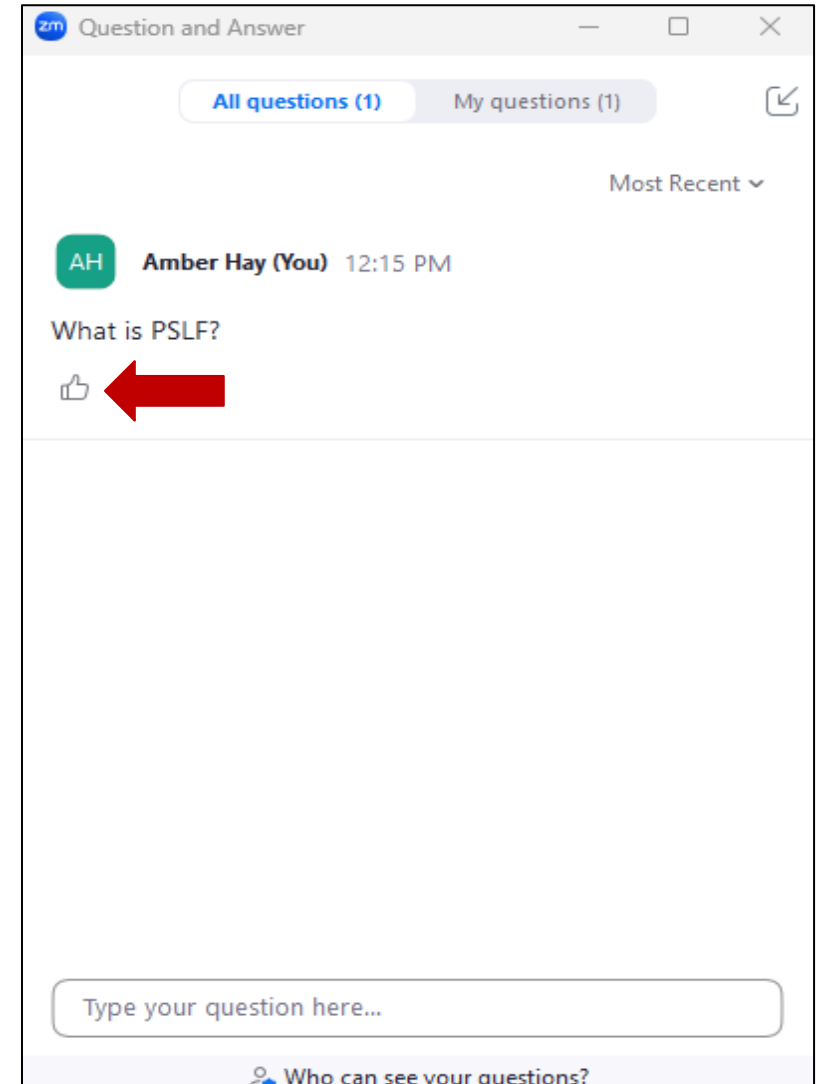 zm Question and Answer
All questions (1) My questions (1)
Most Recent
AH Amber Hay (You) 12:15 PM
What is PSLF?
Type your question here...
Who can see your questions?